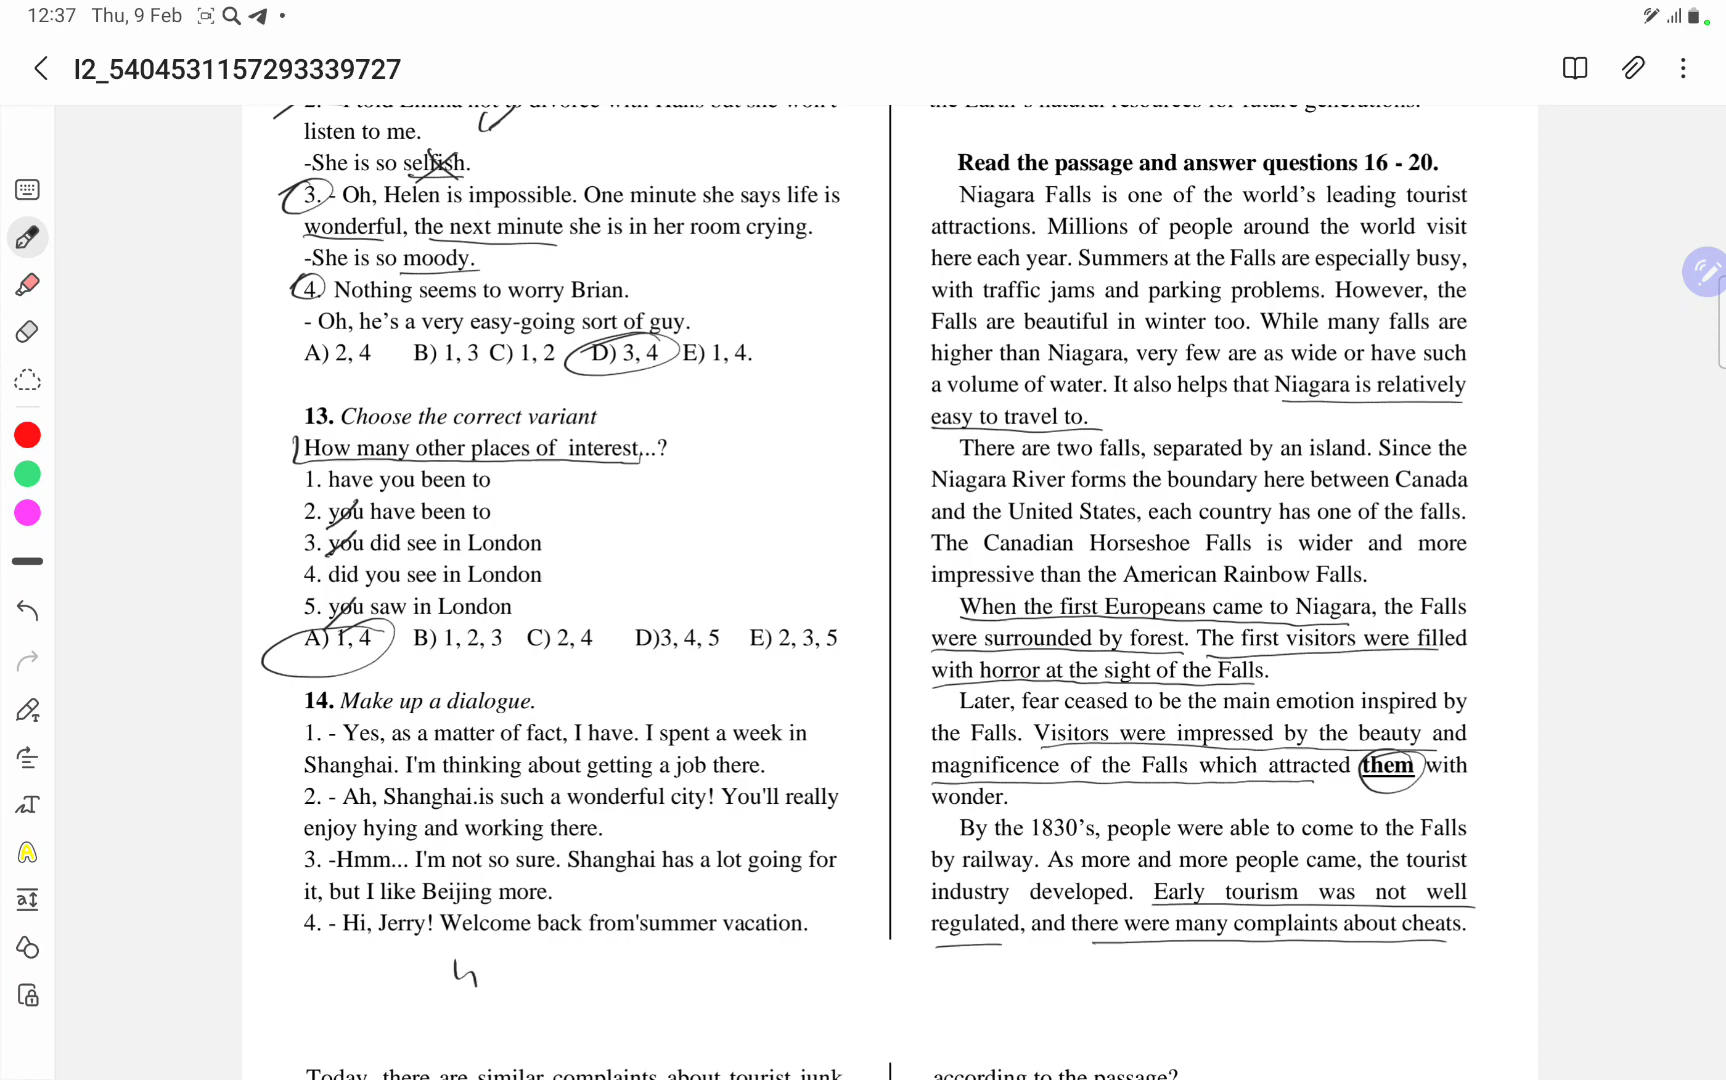 12:37 Thu, 9 Feb
I2_5404531157293339727
listen to me.
-She is so selfish.
3. - Oh, Helen is impossible. One minute she says life is
wonderful, the next minute she is in her room crying.
-She is so moody.
4. Nothing seems to worry Brian.
- Oh, he's a very easy-going sort of guy.
A) 2, 4 B) 1, 3 C) 1, 2 D) 3, 4 E) 1, 4.
13. Choose the correct variant
How many other places of interest...?
1. have you been to
2. you have been to
3. you did see in London
4. did you see in London
5. you saw in London
A) 1, 4 B) 1, 2, 3 C) 2, 4 D)3, 4, 5 E) 2, 3, 5
14. Make up a dialogue.
1. - Yes, as a matter of fact, I have. I spent a week in
Shanghai. I'm thinking about getting a job there.
2. - Ah, Shanghai.is such a wonderful city! You'll really
enjoy hying and working there.
3. -Hmm... I'm not so sure. Shanghai has a lot going for
it, but I like Beijing more.
4. - Hi, Jerry! Welcome back from'summer vacation.
Today, there are similar complaints about tourist junk
the Earth's natural resources for future generations.
Read the passage and answer questions 16 - 20.
Niagara Falls is one of the world's leading tourist
attractions. Millions of people around the world visit
here each year. Summers at the Falls are especially busy,
with traffic jams and parking problems. However, the
Falls are beautiful in winter too. While many falls are
higher than Niagara, very few are as wide or have such
a volume of water. It also helps that Niagara is relatively
easy to travel to.
There are two falls, separated by an island. Since the
Niagara River forms the boundary here between Canada
and the United States, each country has one of the falls.
The Canadian Horseshoe Falls is wider and more
impressive than the American Rainbow Falls.
When the first Europeans came to Niagara, the Falls
were surrounded by forest. The first visitors were filled
with horror at the sight of the Falls.
Later, fear ceased to be the main emotion inspired by
the Falls. Visitors were impressed by the beauty and
magnificence of the Falls which attracted them with
wonder.
By the 1830's, people were able to come to the Falls
by railway. As more and more people came, the tourist
industry developed. Early tourism was not well
regulated, and there were many complaints about cheats.
according to the passage?